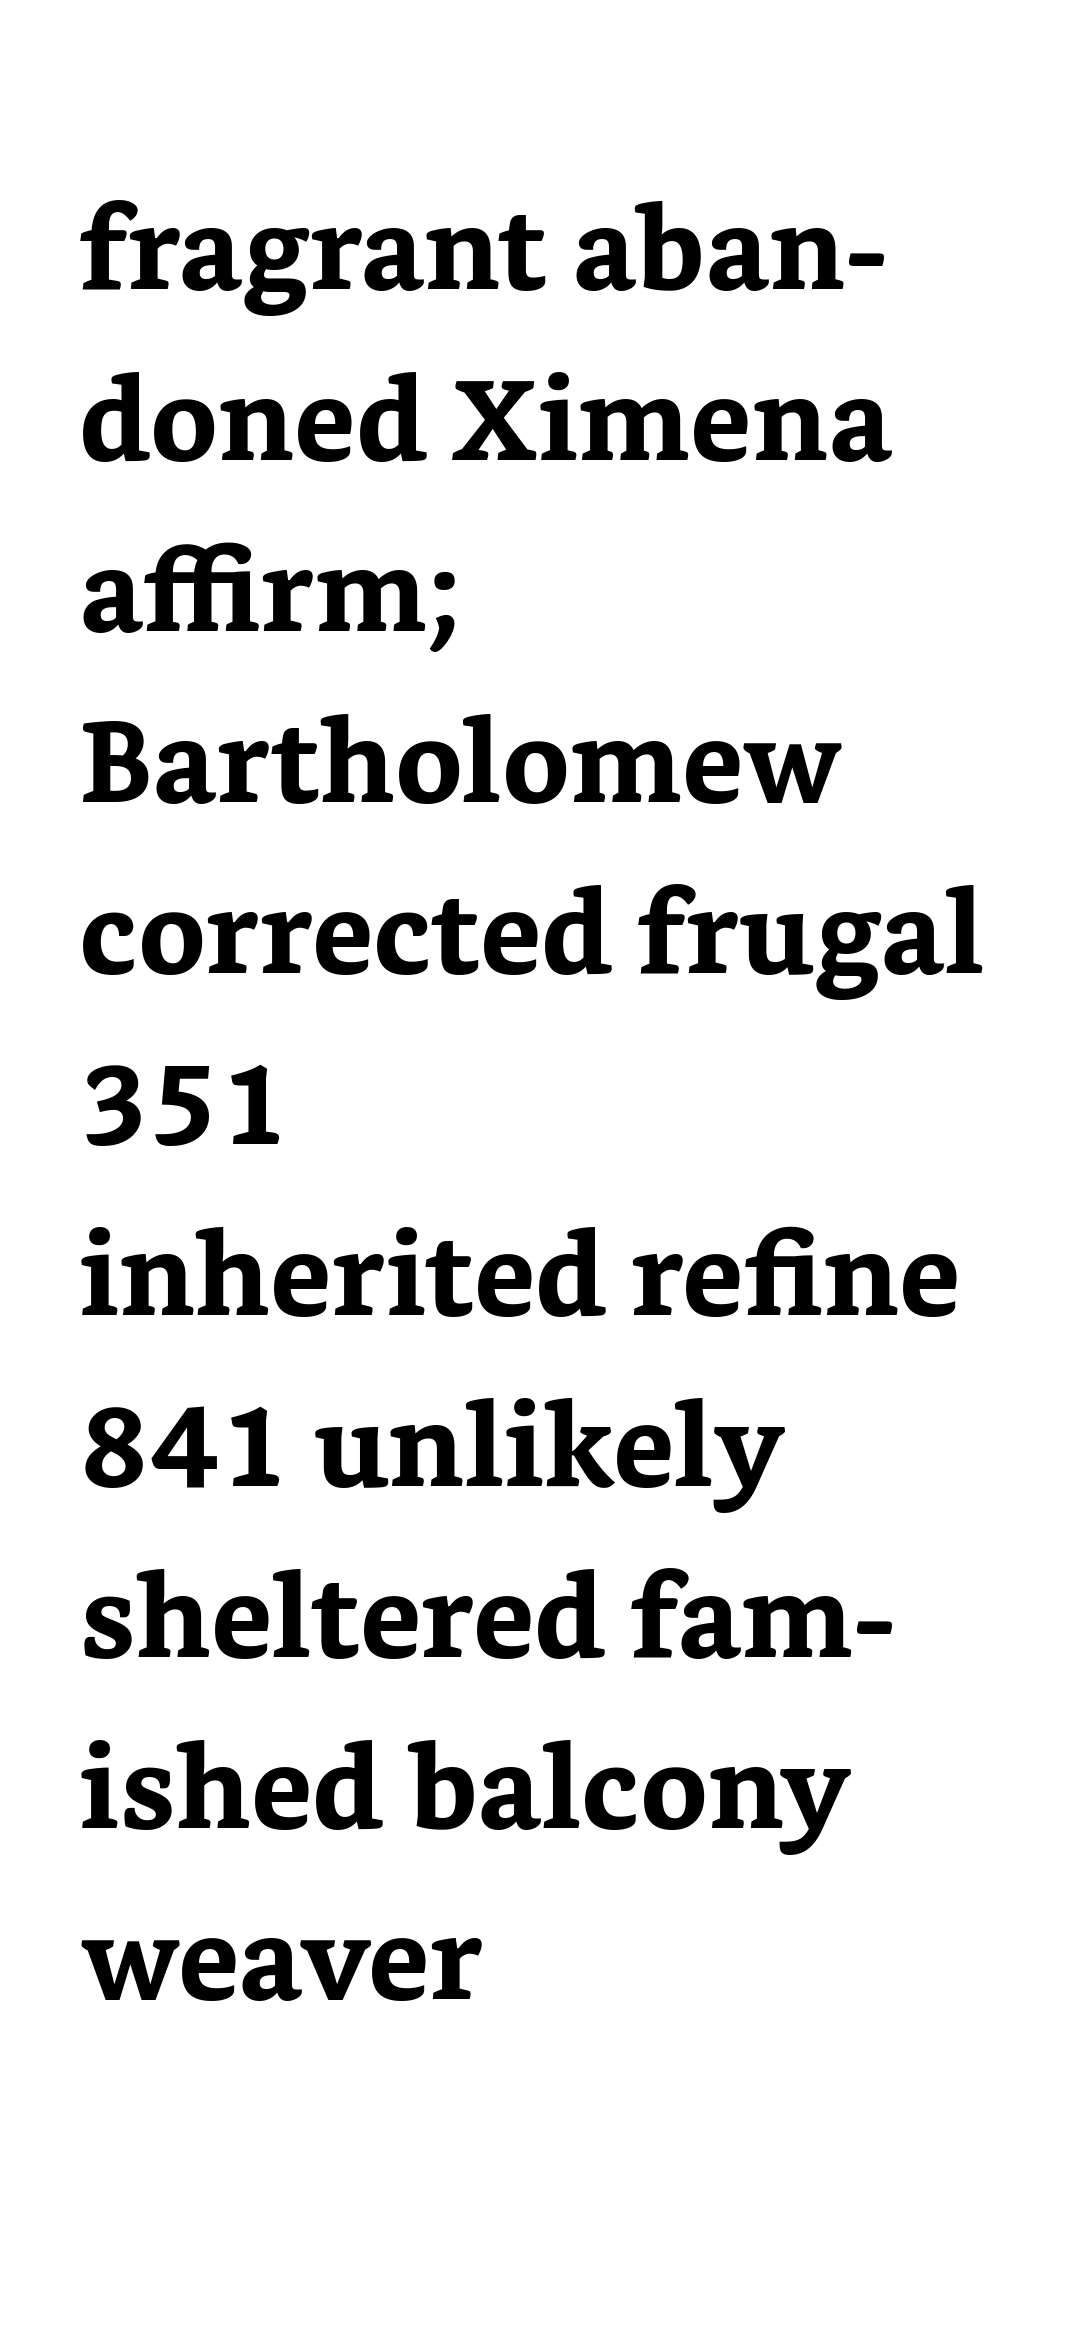 fragrant aban-
doned Ximena
affirm;
Bartholomew
corrected frugal
351
inherited refine
841 unlikely
sheltered fam-
ished balcony
weaver